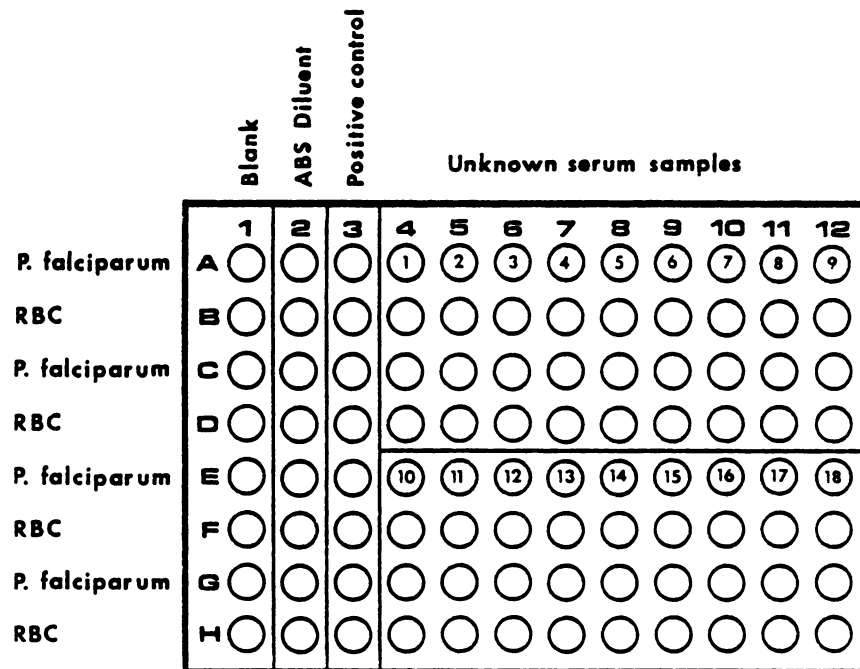 Blank
ABS Diluent
Positive control
Unknown serum samples
1 2 3 4 5 6 7 8 9 10 11 12
P. falciparum A 1 2 3 4 5 6 7 8 9
RBC B
P. falciparum C
RBC D
P. falciparum E 10 11 12 13 14 15 16 17 18
RBC F
P. falciparum G
RBC H